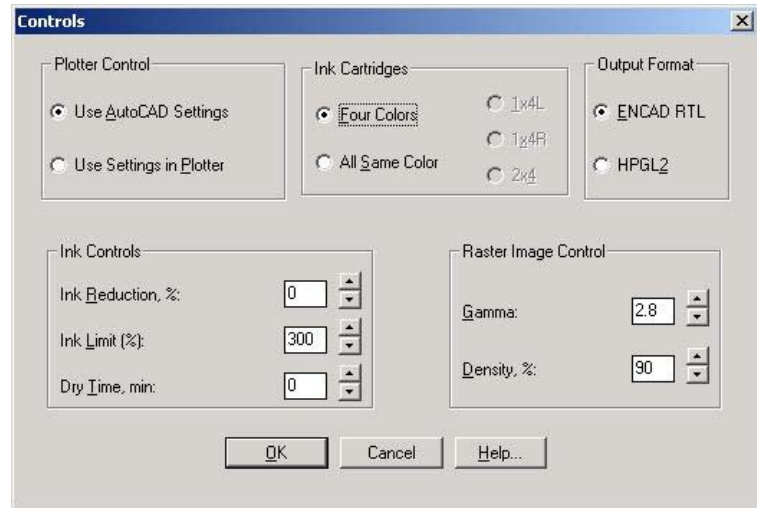 Controls
Plotter Control
Use AutoCAD Settings
Use Settings in Plotter
Ink Cartridges
Four Colors
All Same Color
1x4L
1x4R
2x4
Output Format
ENCAD RTL
HPGL2
Ink Controls
Ink Reduction, %:
0
Ink Limit (%):
300
Dry Time, min:
0
Raster Image Control
Gamma:
2.8
Density, %:
90
OK
Cancel
Help...